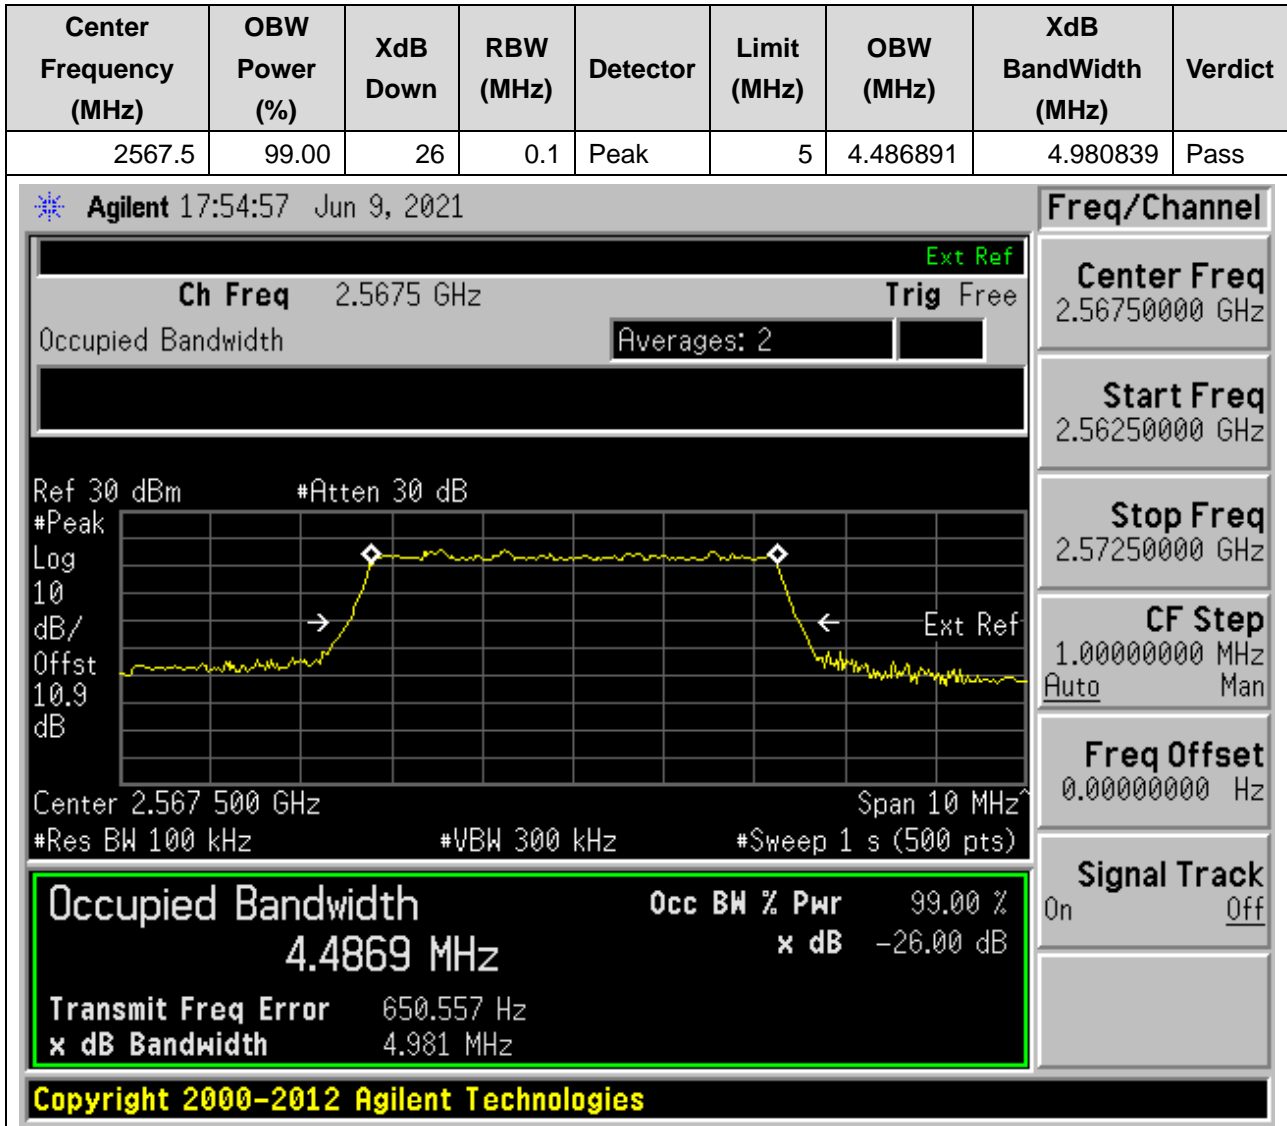 Center Frequency (MHz) OBW Power (%) XdB Down RBW (MHz) Detector Limit (MHz) OBW (MHz) XdB BandWidth (MHz) Verdict
2567.5 99.00 26 0.1 Peak 5 4.486891 4.980839 Pass
Agilent 17:54:57 Jun 9, 2021
Ext Ref
Ch Freq 2.5675 GHz Trig Free
Occupied Bandwidth Averages: 2
Ref 30 dBm #Atten 30 dB
#Peak
Log
10
dB/
Offst
10.9
dB
Ext Ref
Center 2.567 500 GHz Span 10 MHz^
#Res BW 100 kHz #VBW 300 kHz #Sweep 1 s (500 pts)
Occupied Bandwidth
4.4869 MHz
Occ BW % Pwr 99.00 %
x dB -26.00 dB
Transmit Freq Error 650.557 Hz
x dB Bandwidth 4.981 MHz
Copyright 2000-2012 Agilent Technologies
Freq/Channel
Center Freq
2.56750000 GHz
Start Freq
2.56250000 GHz
Stop Freq
2.57250000 GHz
CF Step
1.00000000 MHz
Auto Man
Freq Offset
0.00000000 Hz
Signal Track
On Off